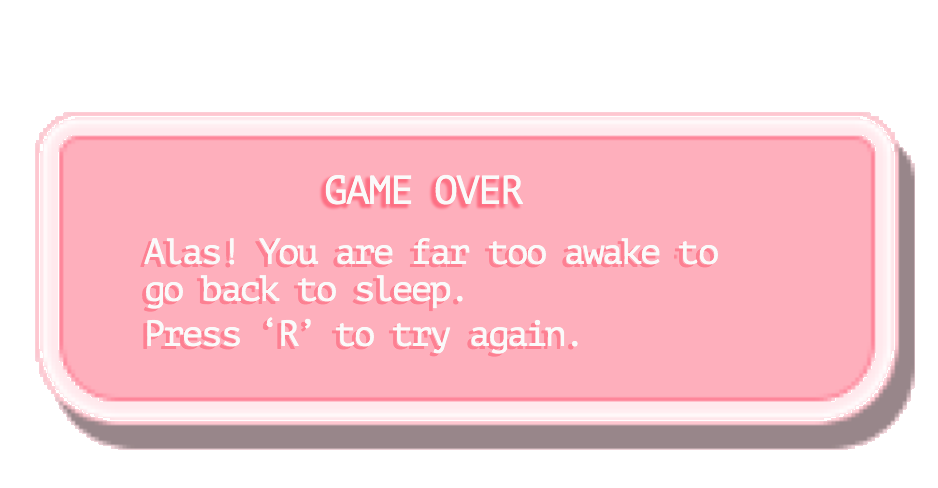 GAME OVER
Alas! You are far too awake to
go back to sleep.
Press ‘R’ to try again.